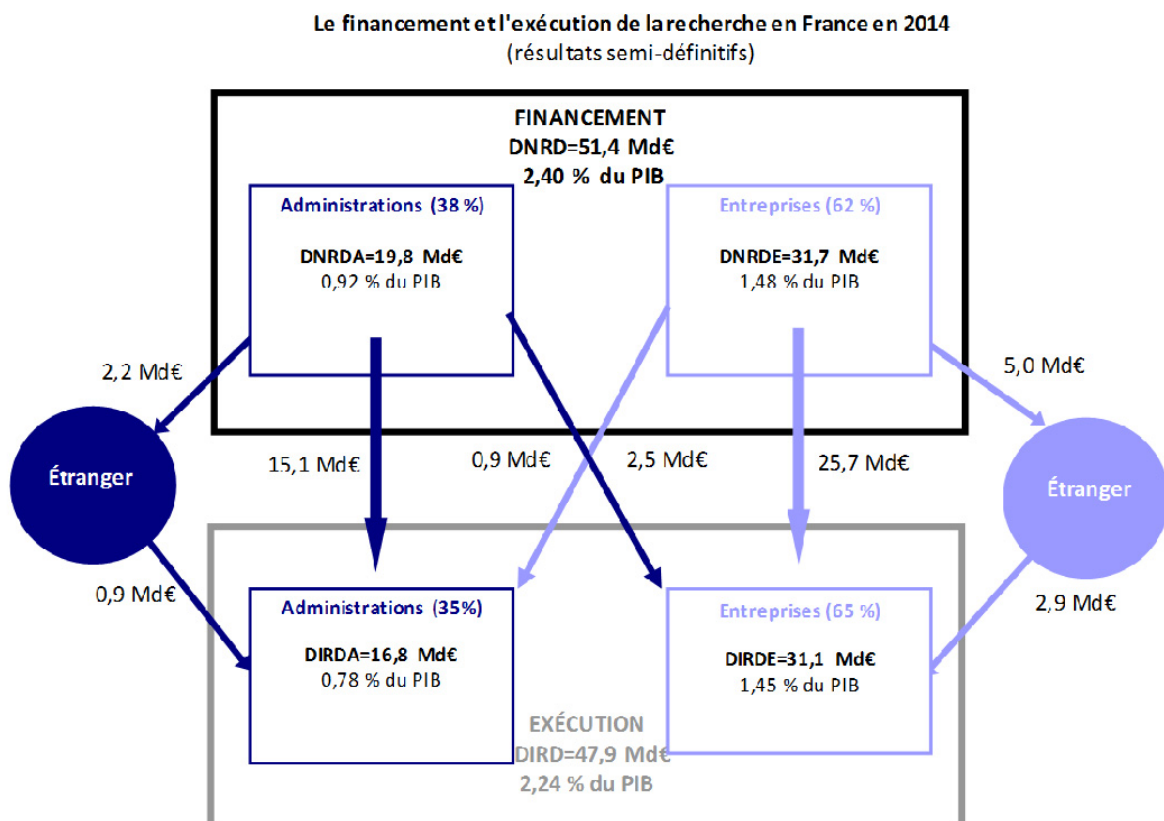 Le financement et l'exécution de la recherche en France en 2014
(résultats semi-définitifs)
FINANCEMENT
DNRD=51,4 Md€
2,40 % du PIB
Administrations (38 %)
DNRDA=19,8 Md€
0,92 % du PIB
Entreprises (62 %)
DNRDE=31,7 Md€
1,48 % du PIB
2,2 Md€
5,0 Md€
Étranger
15,1 Md€
0,9 Md€
2,5 Md€
25,7 Md€
Étranger
0,9 Md€
2,9 Md€
Administrations (35%)
DIRDA=16,8 Md€
0,78 % du PIB
Entreprises (65 %)
DIRDE=31,1 Md€
1,45 % du PIB
EXÉCUTION
DIRD=47,9 Md€
2,24 % du PIB